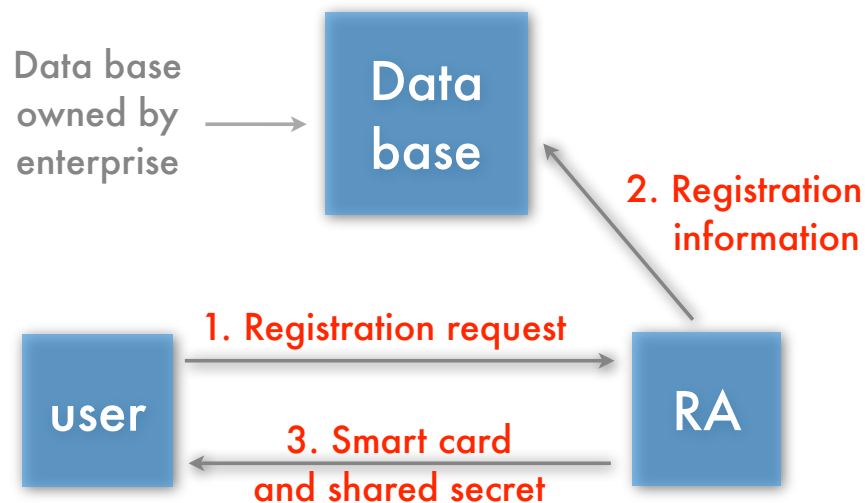 Data base
owned by
enterprise
Data
base
2. Registration
information
1. Registration request
user
RA
3. Smart card
and shared secret